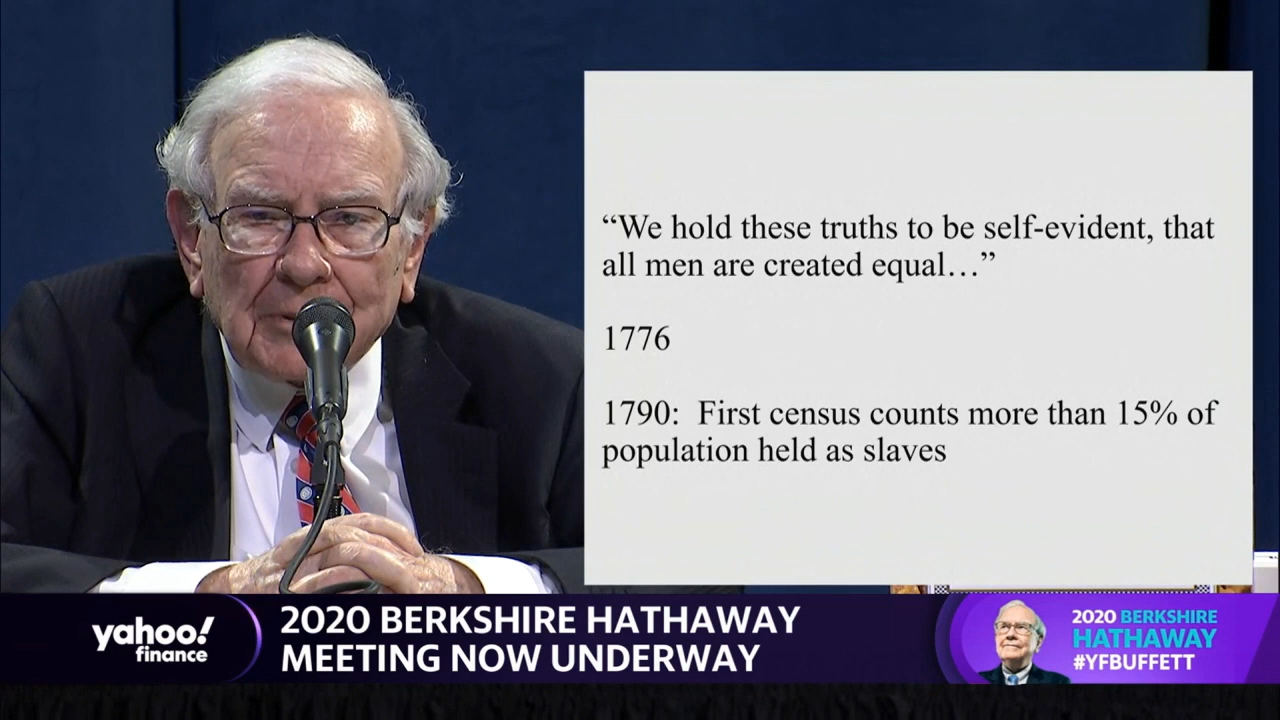 “We hold these truths to be self-evident, that
all men are created equal…”
1776
1790:  First census counts more than 15% of
population held as slaves
yahoo!
finance
2020 BERKSHIRE HATHAWAY
MEETING NOW UNDERWAY
2020 BERKSHIRE
HATHAWAY
#YFBUFFETT